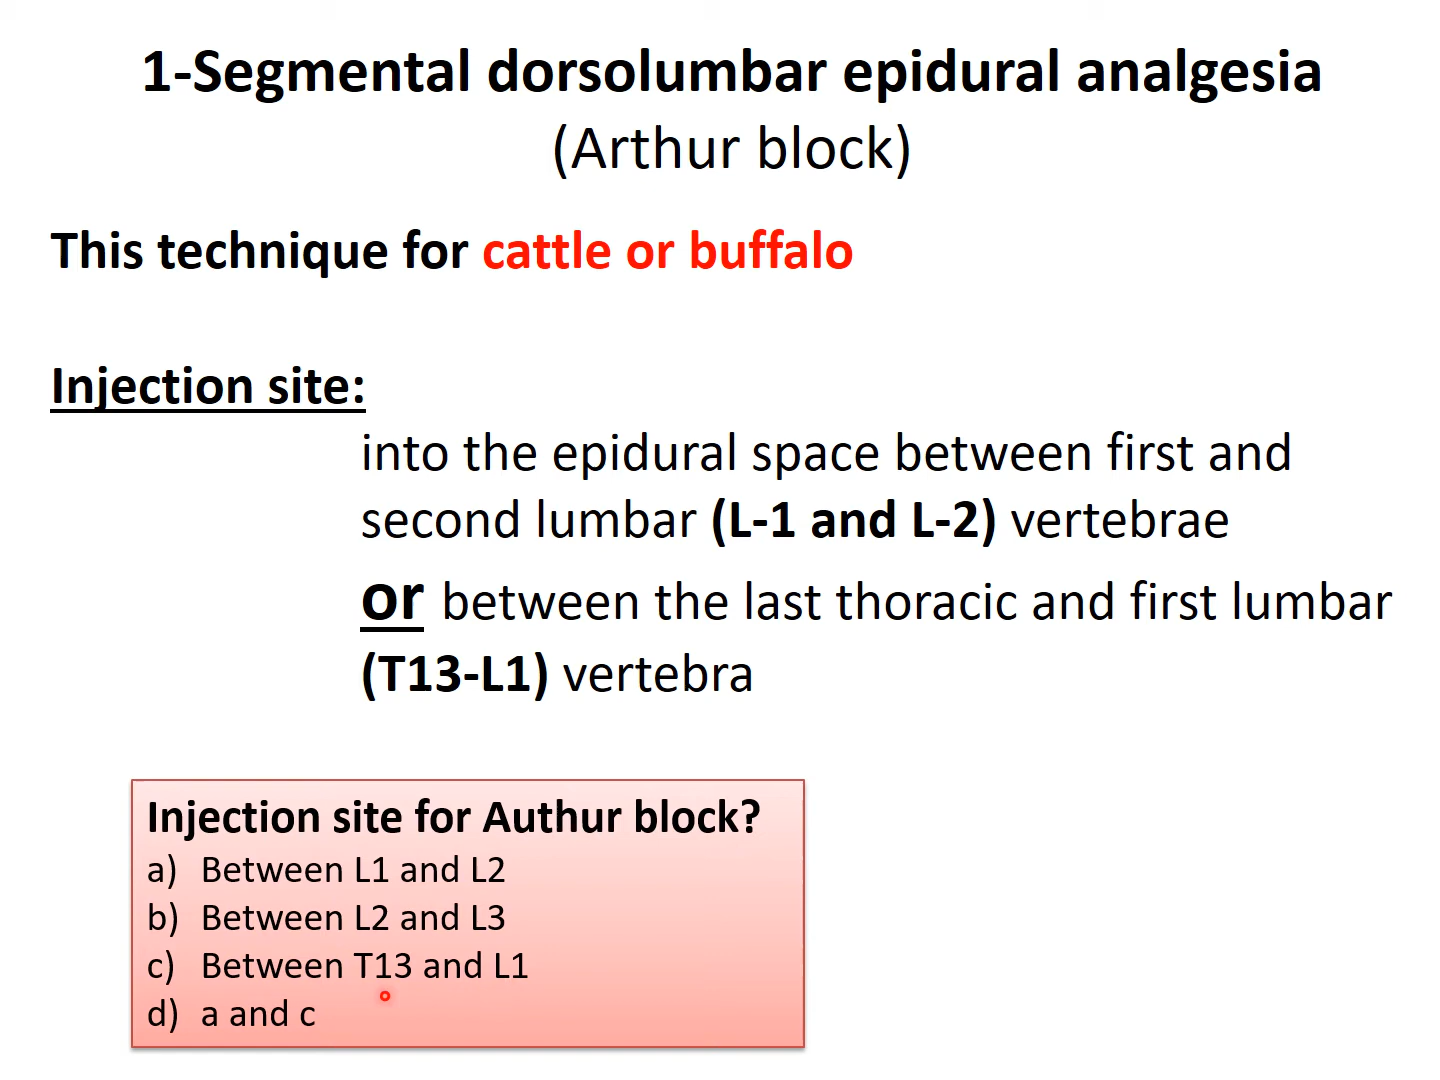 1-Segmental dorsolumbar epidural analgesia
(Arthur block)
This technique for cattle or buffalo
Injection site:
into the epidural space between first and
second lumbar (L-1 and L-2) vertebrae
or between the last thoracic and first lumbar
(T13-L1) vertebra
Injection site for Authur block?
a) Between L1 and L2
b) Between L2 and L3
c) Between T13 and L1
d) a and c